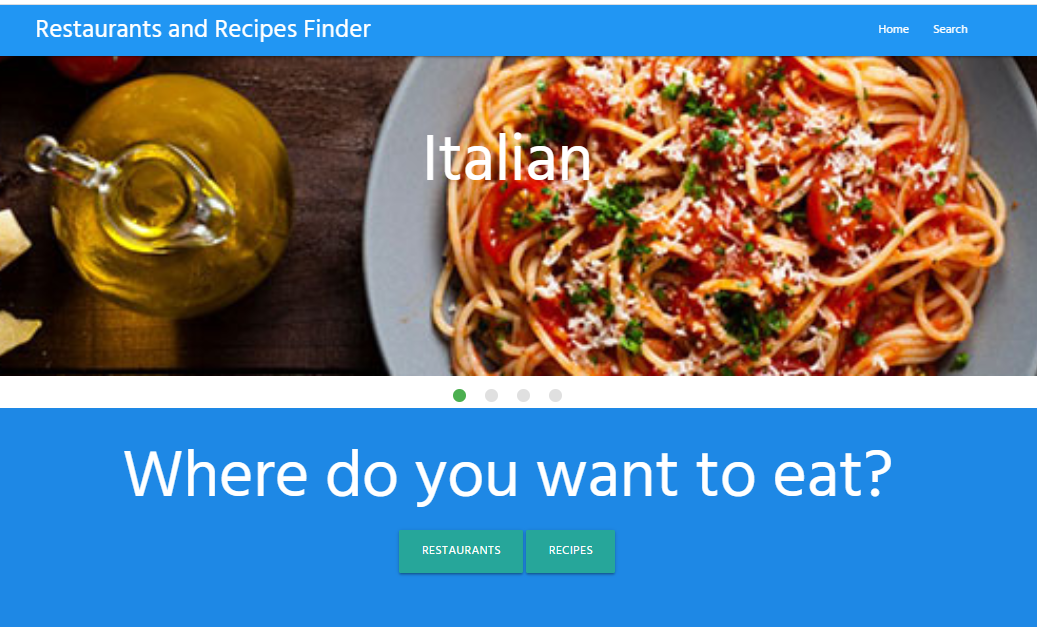 Restaurants and Recipes Finder
Home Search
Italian
Where do you want to eat?
RESTAURANTS RECIPES